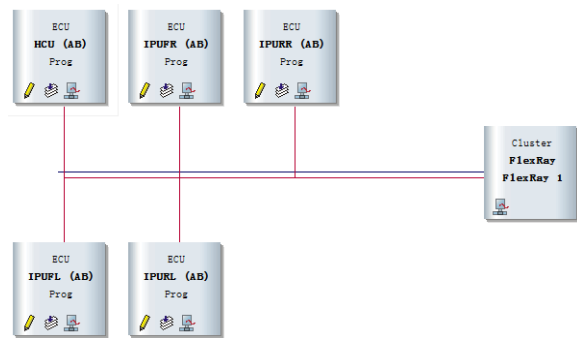 ECU
HCU (AB)
Prog
ECU
IPUFR (AB)
Prog
ECU
IPURR (AB)
Prog
Cluster
FlexRay
FlexRay 1
ECU
IPUFL (AB)
Prog
ECU
IPURL (AB)
Prog